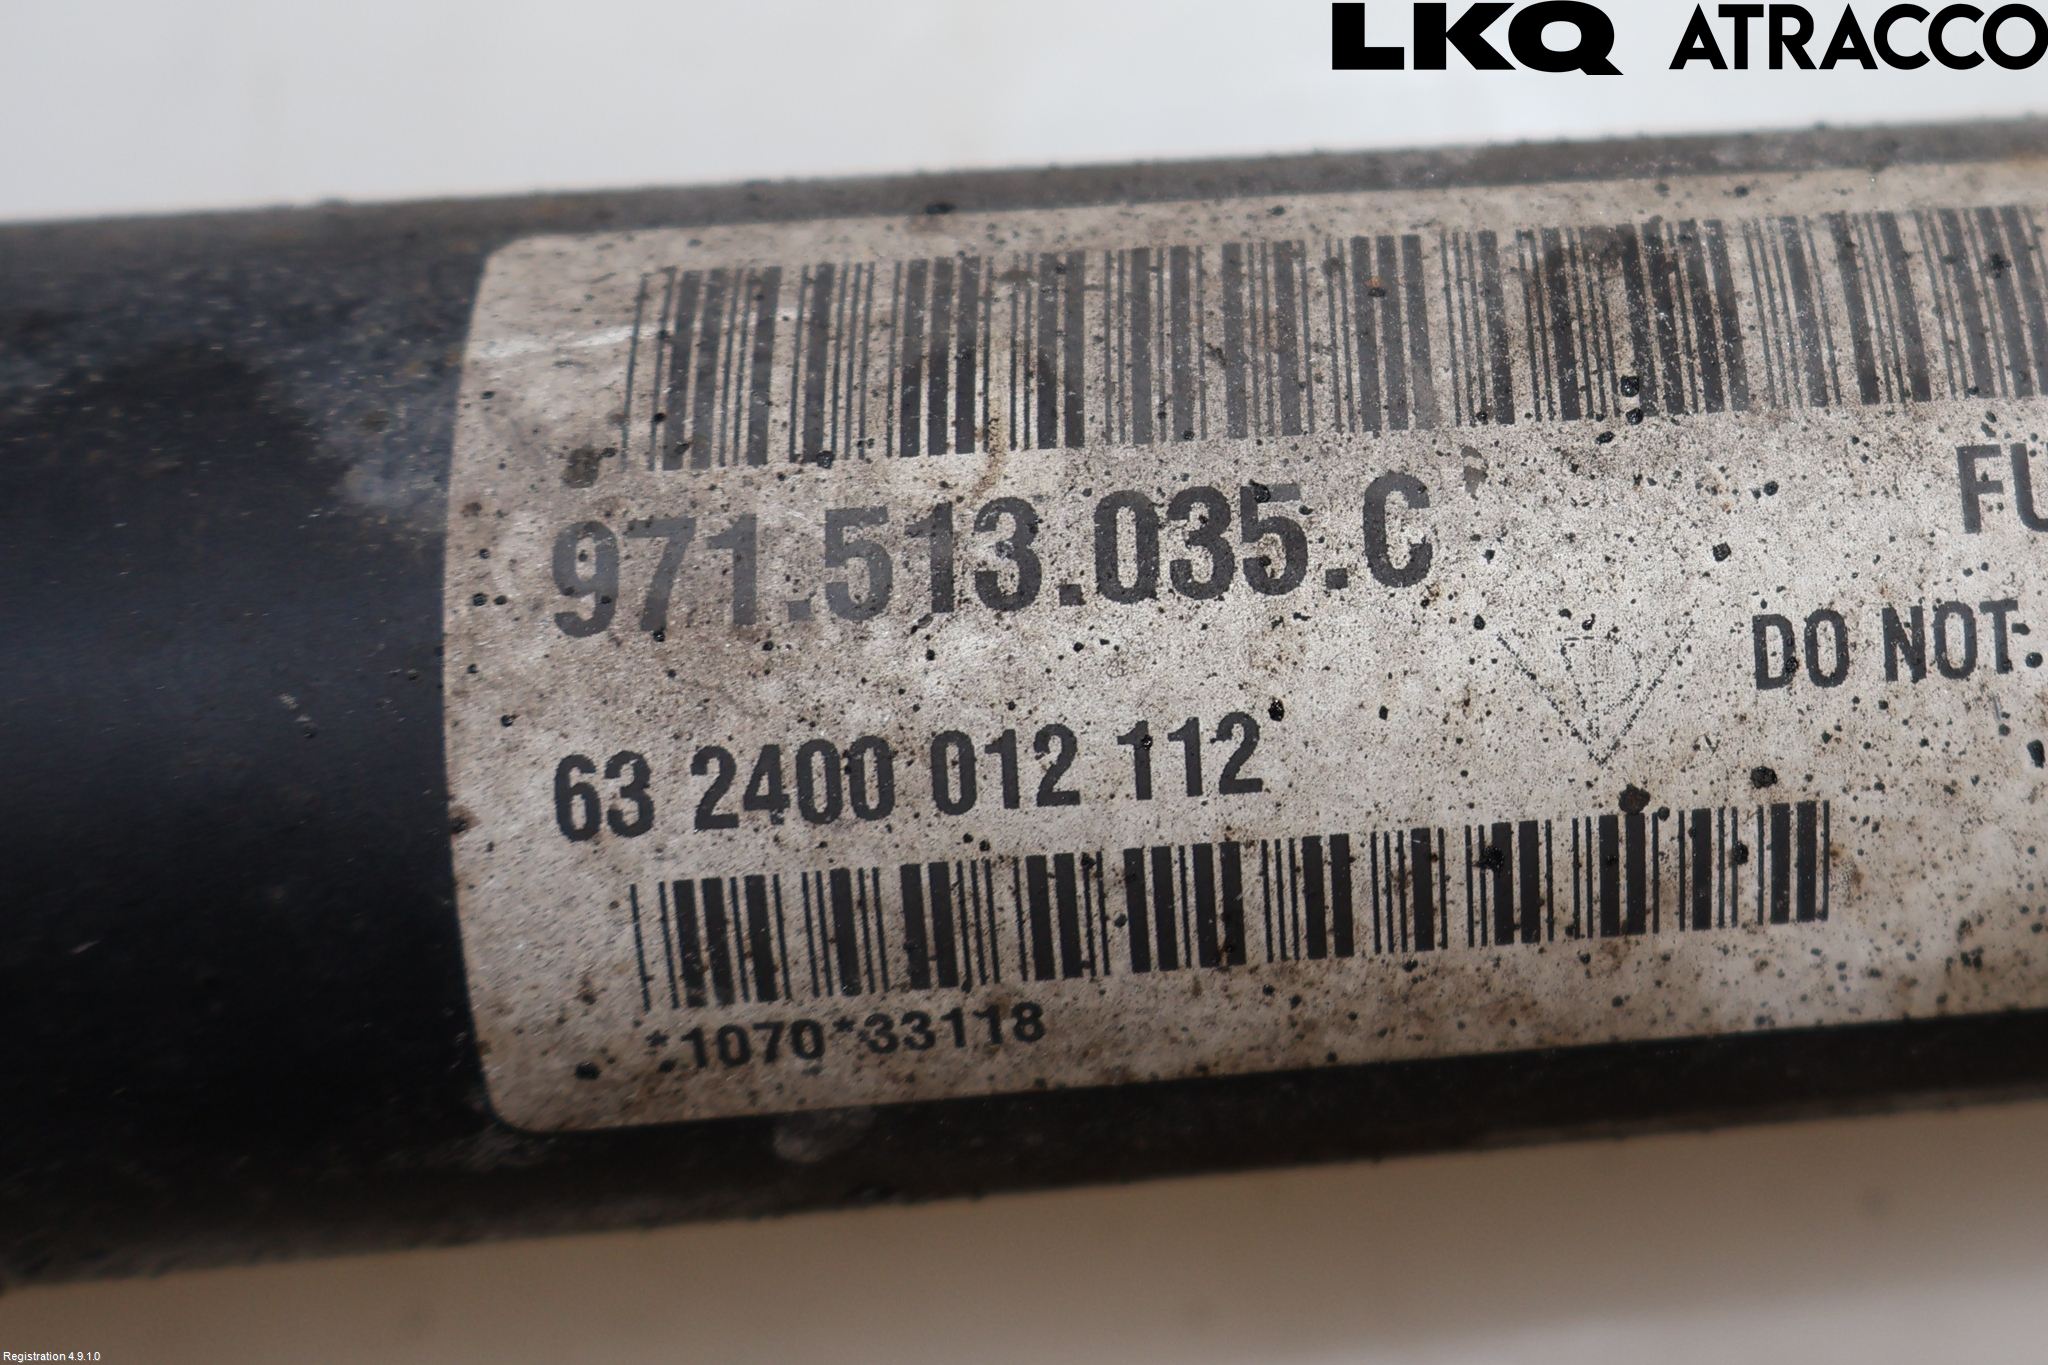 LKQ ATRACCO
971.513.035.C
FU
DO NOT
63 2400 012 112
*1070*33118
Registration 4.9.1.0